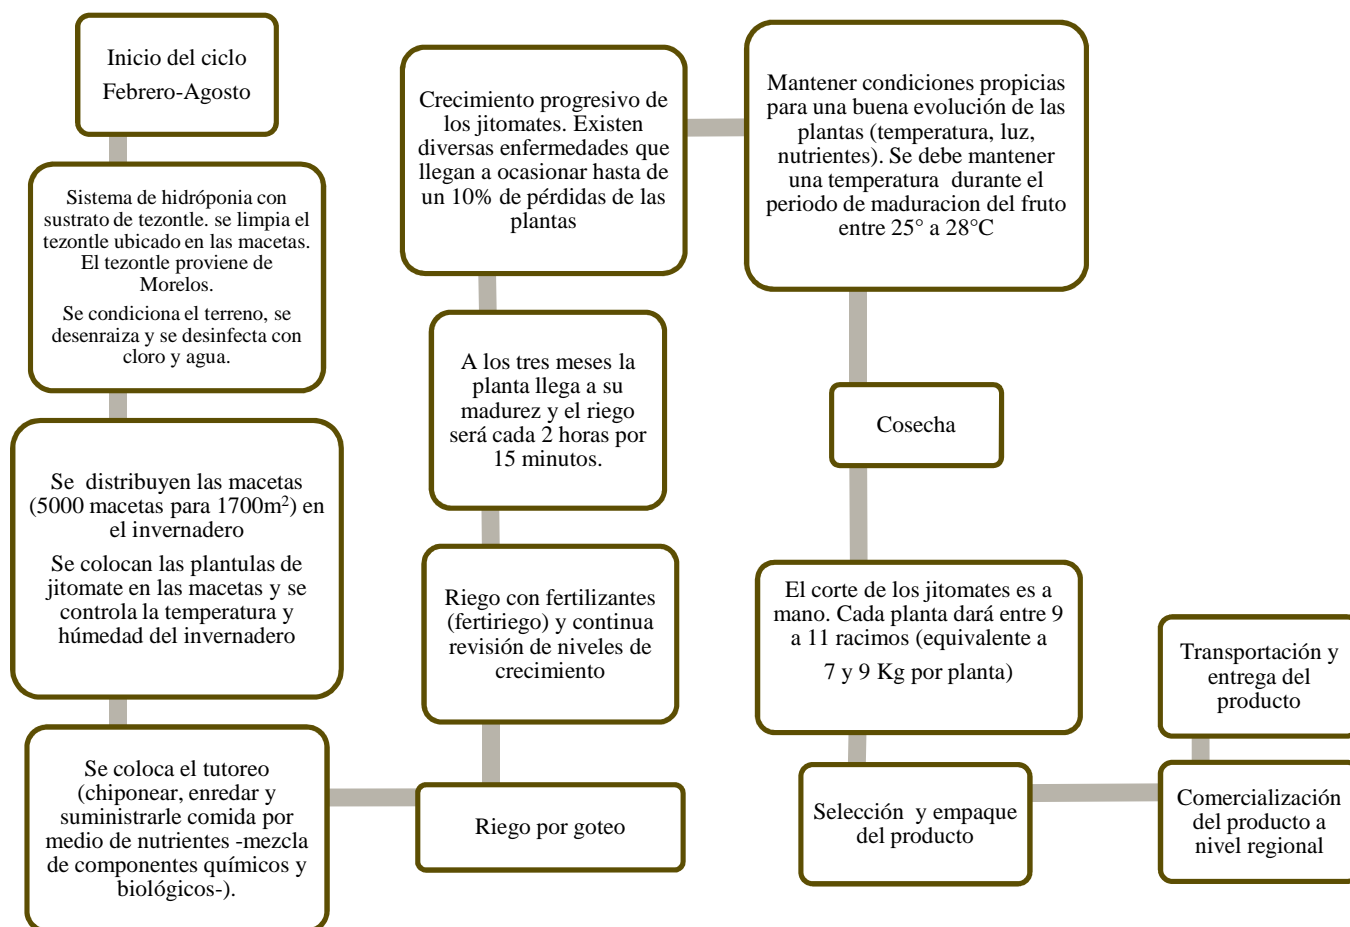 Inicio del ciclo
Febrero-Agosto
Sistema de hidróponia con
sustrato de tezontle. se limpia el
tezontle ubicado en las macetas.
El tezontle proviene de
Morelos.
Se condiciona el terreno, se
desenraiza y se desinfecta con
cloro y agua.
Se distribuyen las macetas
(5000 macetas para 1700m²) en
el invernadero
Se colocan las plantulas de
jitomate en las macetas y se
controla la temperatura y
húmedad del invernadero
Se coloca el tutoreo
(chiponear, enredar y
suministrarle comida por
medio de nutrientes -mezcla
de componentes químicos y
biológicos-).
Riego por goteo
Riego con fertilizantes
(fertiriego) y continua
revisión de niveles de
crecimiento
A los tres meses la
planta llega a su
madurez y el riego
será cada 2 horas por
15 minutos.
Crecimiento progresivo de
los jitomates. Existen
diversas enfermedades que
llegan a ocasionar hasta de
un 10% de pérdidas de las
plantas
Mantener condiciones propicias
para una buena evolución de las
plantas (temperatura, luz,
nutrientes). Se debe mantener
una temperatura durante el
periodo de maduracion del fruto
entre 25° a 28°C
Cosecha
El corte de los jitomates es a
mano. Cada planta dará entre 9
a 11 racimos (equivalente a
7 y 9 Kg por planta)
Selección y empaque
del producto
Comercialización
del producto a
nivel regional
Transportación y
entrega del
producto